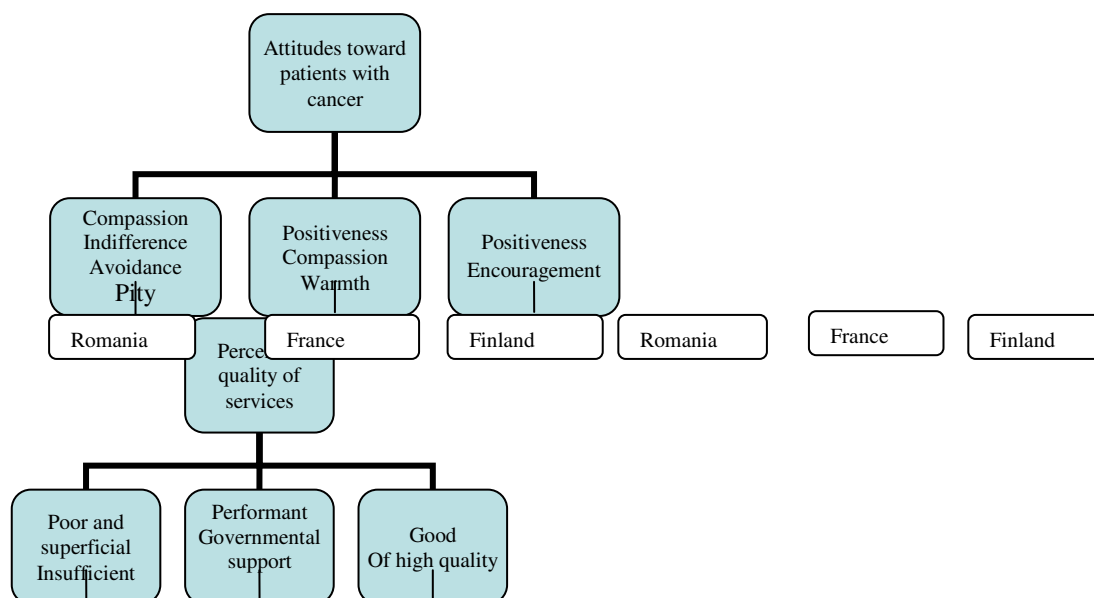 Attitudes toward
patients with
cancer
Compassion
Indifference
Avoidance
Pity
Positiveness
Compassion
Warmth
Positiveness
Encouragement
Romania
France
Finland
Romania
France
Finland
quality of
services
Poor and
superficial
Insufficient
Performant
Governmental
support
Good
Of high quality